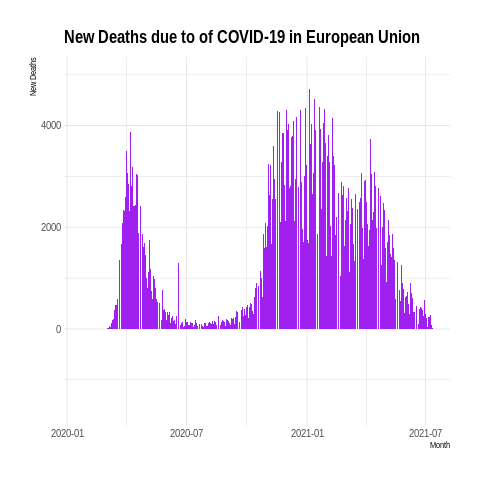 New Deaths due to of COVID-19 in European Union
New Deaths
4000
2000
0
2020-01 2020-07 2021-01 2021-07
Month